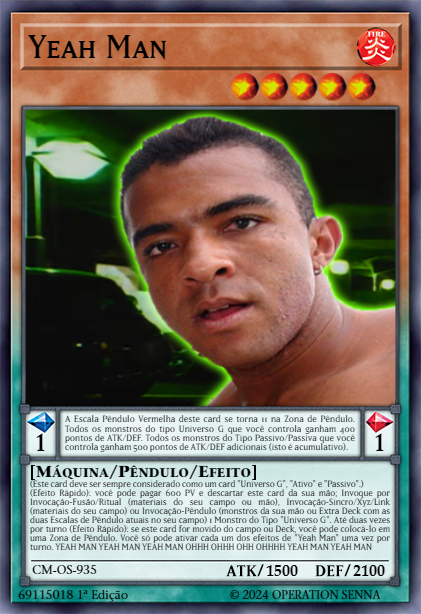 Yeah Man
FIRE
炎
A Escala Pêndulo Vermelha deste card se torna 11 na Zona de Pêndulo.
Todos os monstros do tipo Universo G que você controla ganham 400
pontos de ATK/DEF. Todos os monstros do Tipo Passivo/Passiva que você
controla ganham 500 pontos de ATK/DEF adicionais (isto é acumulativo).
1
1
[Máquina/Pêndulo/Efeito]
(Este card deve ser sempre considerado como um card "Universo G", "Ativo" e "Passivo".)
(Efeito Rápido): você pode pagar 600 PV e descartar este card da sua mão; Invoque por
Invocação-Fusão/Ritual (materiais do seu campo ou mão), Invocação-Sincro/Xyz/Link
(materiais do seu campo) ou Invocação-Pêndulo (monstros da sua mão ou Extra Deck com as
duas Escalas de Pêndulo atuais no seu campo) 1 Monstro do Tipo "Universo G". Até duas vezes
por turno (Efeito Rápido): se este card for movido do campo ou Deck, você pode colocá-lo em
uma Zona de Pêndulo. Você só pode ativar cada um dos efeitos de "Yeah Man" uma vez por
turno. YEAH MAN YEAH MAN YEAH MAN OHHH OHHH OHH OHHHH YEAH MAN YEAH MAN
CM-OS-935
ATK/1500 DEF/2100
69115018 1ª Edição
© 2024 OPERATION SENNA